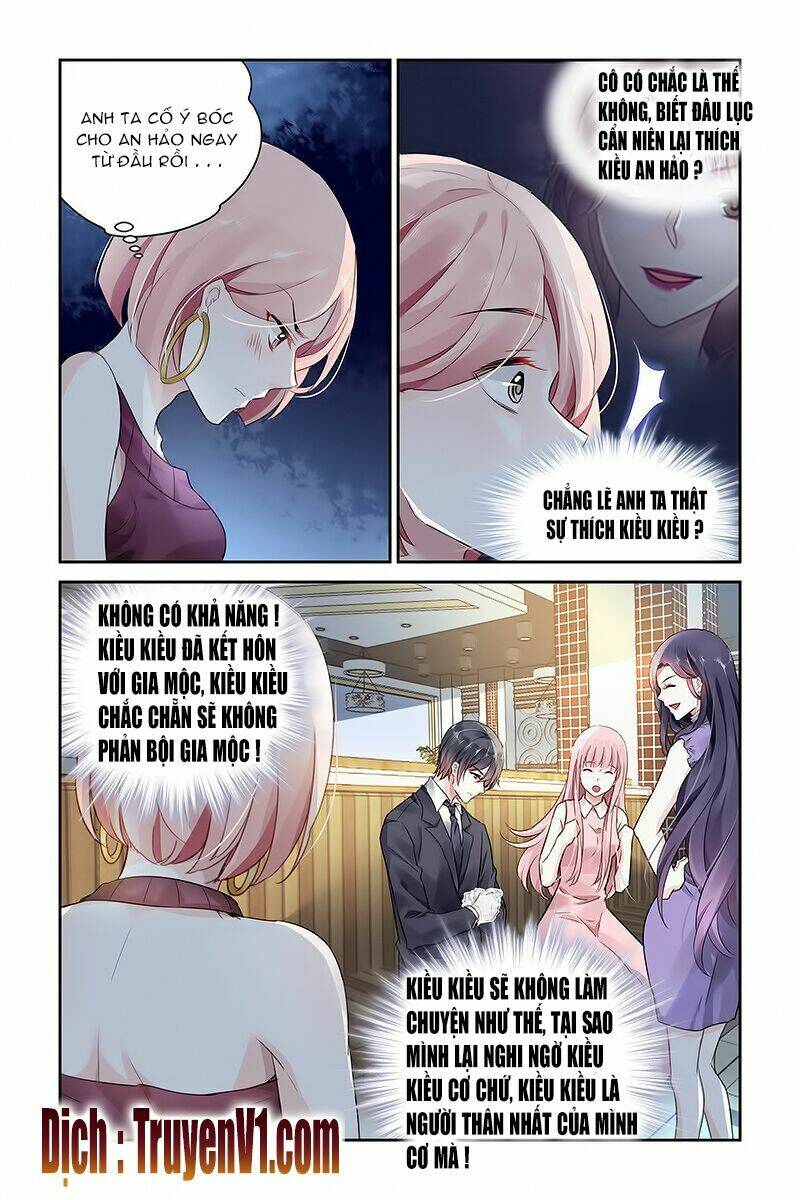 ANH TA CỐ Ý BÓC
CHO AN HẢO NGAY
TỪ ĐẦU RỒI . . .
CÔ CÓ CHẮC LÀ THẾ
KHÔNG, BIẾT ĐÂU LỤC
CẨN NIÊN LẠI THÍCH
KIỀU AN HẢO ?
CHẲNG LẼ ANH TA THẬT
SỰ THÍCH KIỀU KIỀU ?
KHÔNG CÓ KHẢ NĂNG !
KIỀU KIỀU ĐÃ KẾT HÔN
VỚI GIA MỘC, KIỀU KIỀU
CHẮC CHẮN SẼ KHÔNG
PHẢN BỘI GIA MỘC !
KIỀU KIỀU SẼ KHÔNG LÀM
CHUYỆN NHƯ THẾ, TẠI SAO
MÌNH LẠI NGHI NGỜ KIỀU
KIỀU CƠ CHỨ, KIỀU KIỀU LÀ
NGƯỜI THÂN NHẤT CỦA MÌNH
CƠ MÀ !
Dịch : TruyenV1.com